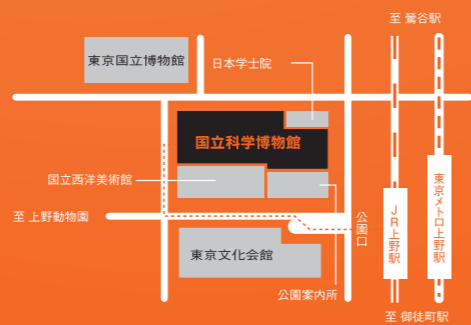 至 鶯谷駅
東京国立博物館
日本学士院
国立科学博物館
国立西洋美術館
至 上野動物園
公園口
JR上野駅
東京メトロ上野駅
東京文化会館
公園案内所
至 御徒町駅